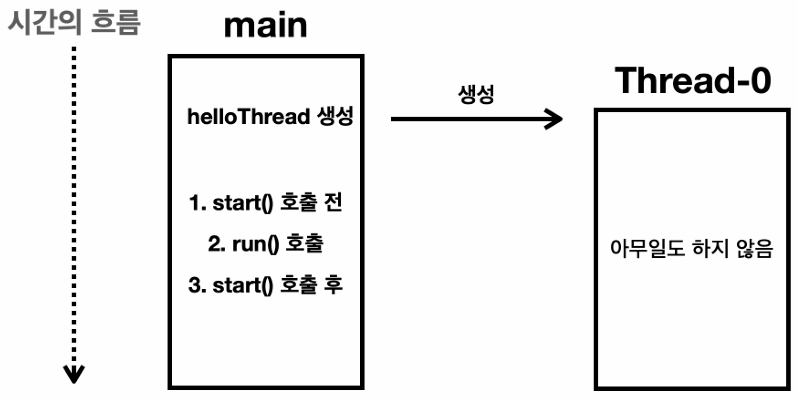 시간의 흐름
main
helloThread 생성
1. start() 호출 전
2. run() 호출
3. start() 호출 후
생성
Thread-0
아무일도 하지 않음